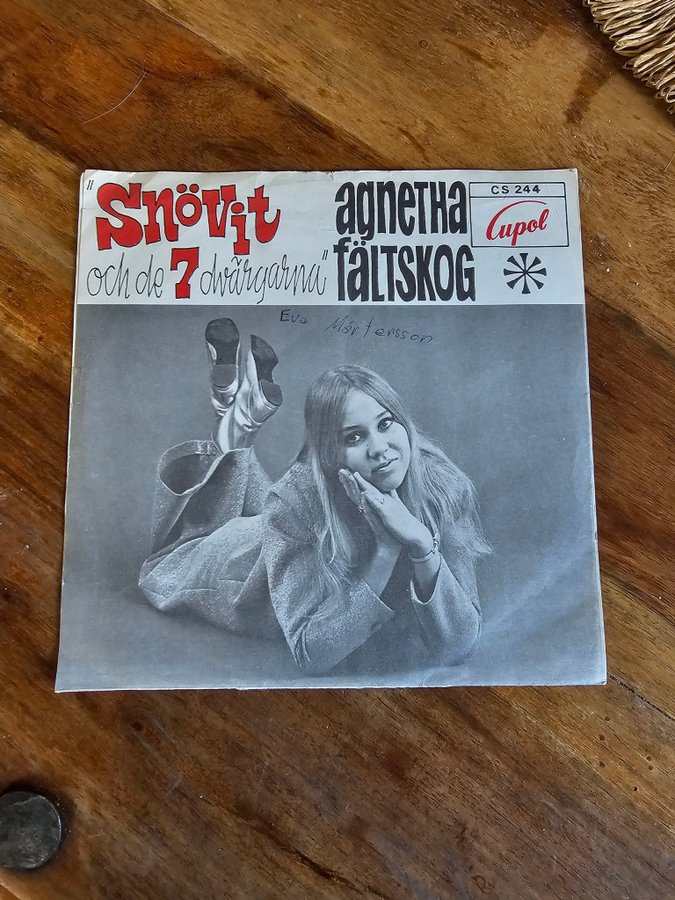 "Snövit
och de 7 dvärgarna"
agnetha
fältskog
CS 244
Cupol
Eva Mårtensson